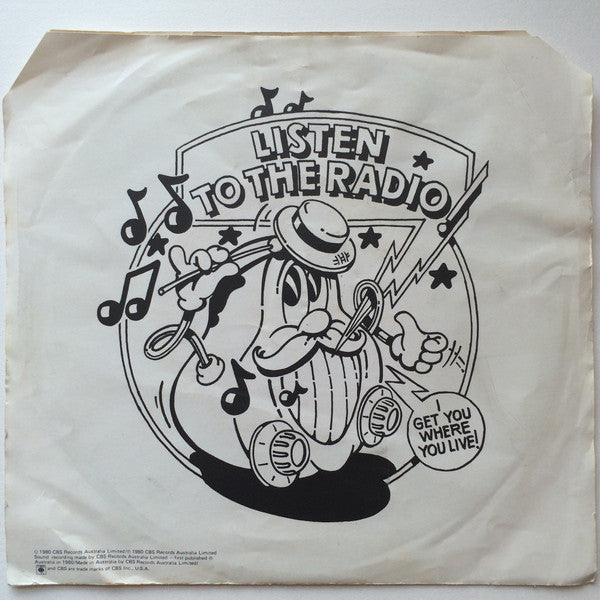 LISTEN
TO THE RADIO
I
GET YOU
WHERE
YOU LIVE!
© 1980 CBS Records Australia Limited/℗ 1980 CBS Records Australia Limited
Sound recording made by CBS Records Australia Limited — first published in
Australia in 1980/Made in Australia by CBS Records Australia Limited/
and CBS are trade marks of CBS Inc., U.S.A.